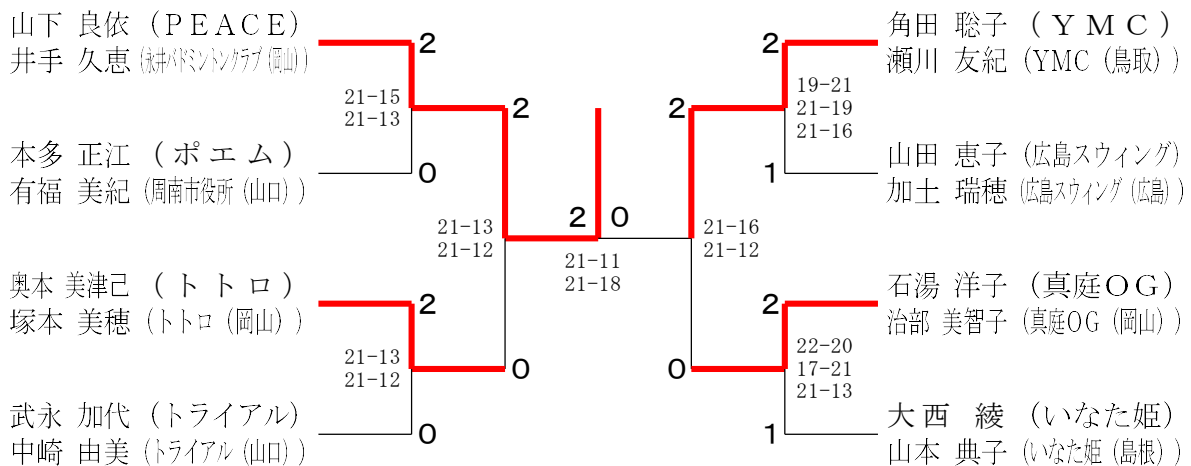 山下 良依 (ＰＥＡＣＥ)
井手 久恵 (永井バドミントンクラブ (岡山) )
2
21-15
21-13
2
本多 正江 (ポエム)
有福 美紀 (周南市役所 (山口) )
0
21-13
21-12
奥本 美津己 (トトロ)
塚本 美穂 (トトロ (岡山) )
2
21-13
21-12
0
武永 加代 (トライアル)
中崎 由美 (トライアル (山口) )
0
2 0
21-11
21-18
角田 聡子 (ＹＭＣ)
瀬川 友紀 (YMC (鳥取) )
2
19-21
21-19
21-16
2
山田 恵子 (広島スウィング)
加土 瑞穂 (広島スウィング (広島) )
1
21-16
21-12
石湯 洋子 (真庭ＯＧ)
治部 美智子 (真庭OG (岡山) )
2
22-20
17-21
21-13
0
大西 綾 (いなた姫)
山本 典子 (いなた姫 (島根) )
1